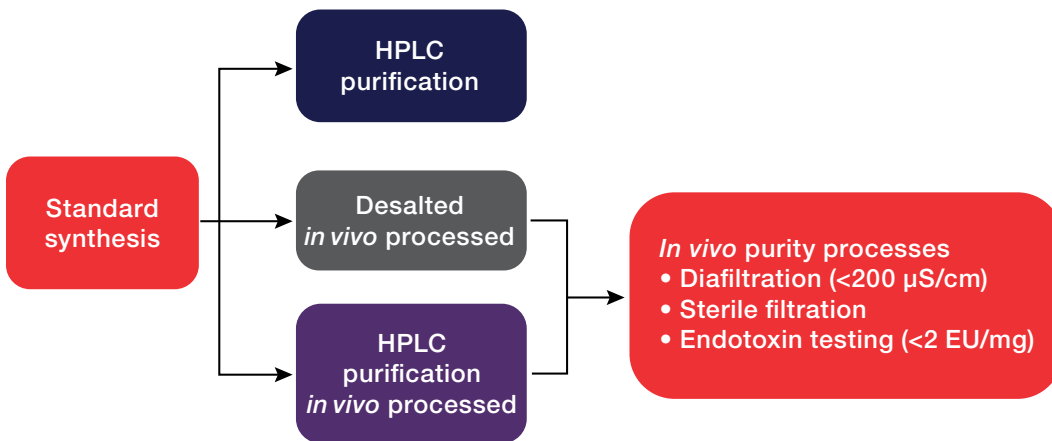 HPLC
purification
Standard
synthesis
Desalted
in vivo processed
HPLC
purification
in vivo processed
In vivo purity processes
• Diafiltration (<200 µS/cm)
• Sterile filtration
• Endotoxin testing (<2 EU/mg)